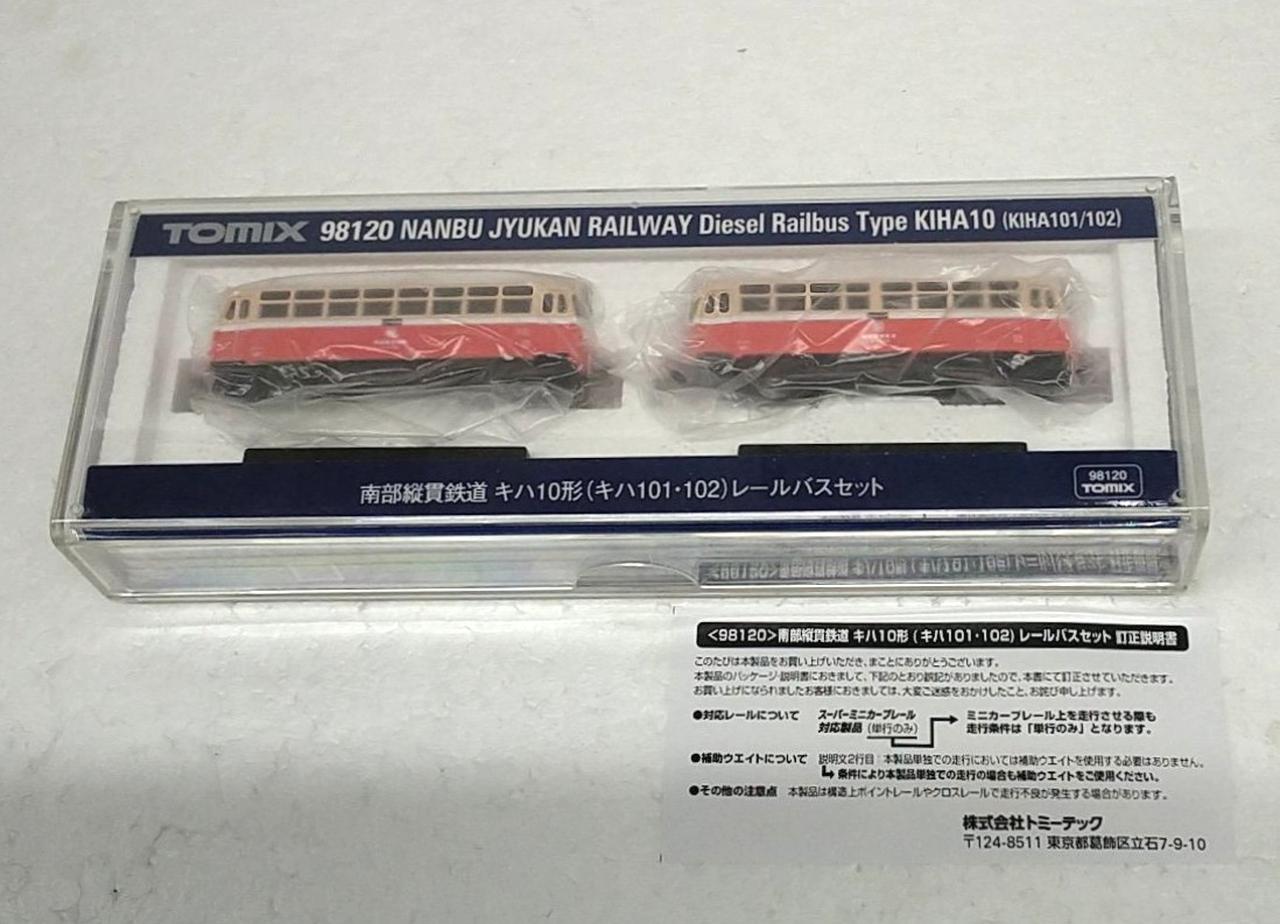 TOMIX 98120 NANBU JYUKAN RAILWAY Diesel Railbus Type KIHA10 (KIHA101/102)
南部縦貫鉄道 キハ10形(キハ101・102)レールバスセット
98120
TOMIX
<98120>南部縦貫鉄道 キハ10形 (キハ101・102) レールバスセット 訂正説明書
このたびは本製品をお買い上げいただき、まことにありがとうございます。
本製品のパッケージ・説明書におきまして、下記のとおり誤記がありましたので、本書にて訂正させていただきます。
お買い上げになられましたお客様におきましては、大変ご迷惑をおかけしたこと、お詫び申し上げます。
●対応レールについて スーパーミニカーブレール 対応製品 (単行のみ) ミニカーブレール上を走行させる際も 走行条件は「単行のみ」となります。
●補助ウエイトについて 説明文2行目:本製品単独での走行においては補助ウエイトを使用する必要はありません。
条件により本製品単独での走行の場合も補助ウエイトをご使用ください。
●その他の注意点 本製品は構造上ポイントレールやクロスレールで走行不良が発生する場合があります。
株式会社トミーテック
〒124-8511 東京都葛飾区立石7-9-10